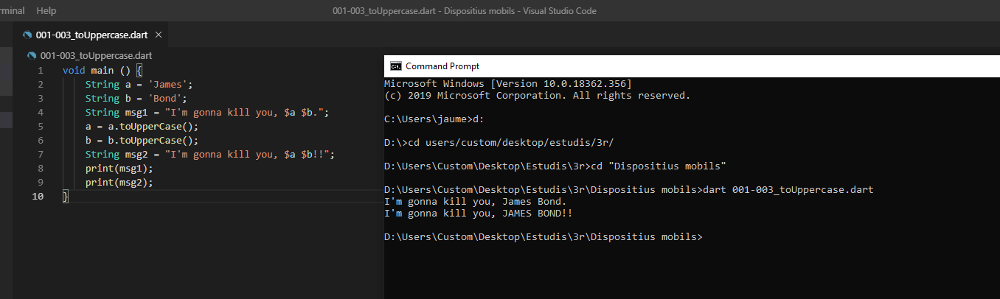 rminal Help
001-003_toUppercase.dart - Dispositius mobils - Visual Studio Code
001-003_toUppercase.dart
001-003_toUppercase.dart
1 void main () {
2 String a = 'James';
3 String b = 'Bond';
4 String msg1 = "I'm gonna kill you, $a $b.";
5 a = a.toUpperCase();
6 b = b.toUpperCase();
7 String msg2 = "I'm gonna kill you, $a $b!!";
8 print(msg1);
9 print(msg2);
10 }
Command Prompt
Microsoft Windows [Version 10.0.18362.356]
(c) 2019 Microsoft Corporation. All rights reserved.
C:\Users\jaume>d:
D:\>cd users/custom/desktop/estudis/3r/
D:\Users\Custom\Desktop\Estudis\3r>cd "Dispositius mobils"
D:\Users\Custom\Desktop\Estudis\3r\Dispositius mobils>dart 001-003_toUppercase.dart
I'm gonna kill you, James Bond.
I'm gonna kill you, JAMES BOND!!
D:\Users\Custom\Desktop\Estudis\3r\Dispositius mobils>